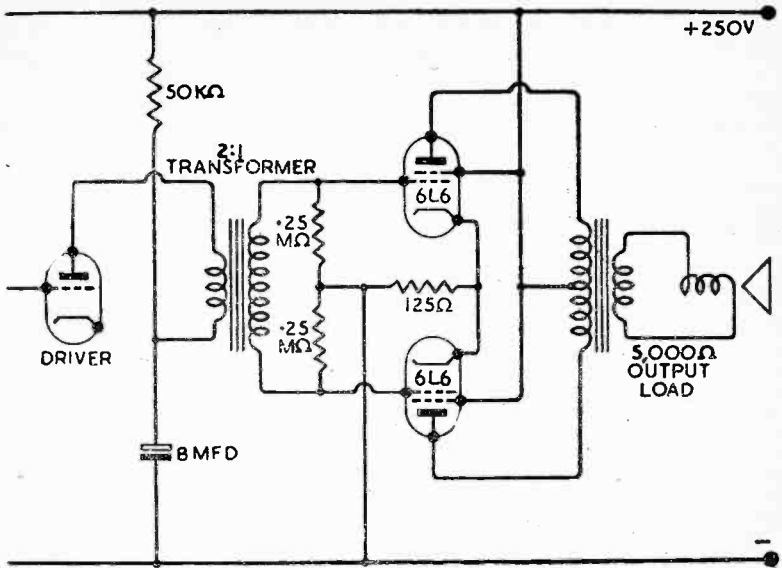 +250V
50KΩ
2:1
TRANSFORMER
6L6
·25
MΩ
125Ω
·25
MΩ
DRIVER
6L6
5,000Ω
OUTPUT
LOAD
8 MFD
−